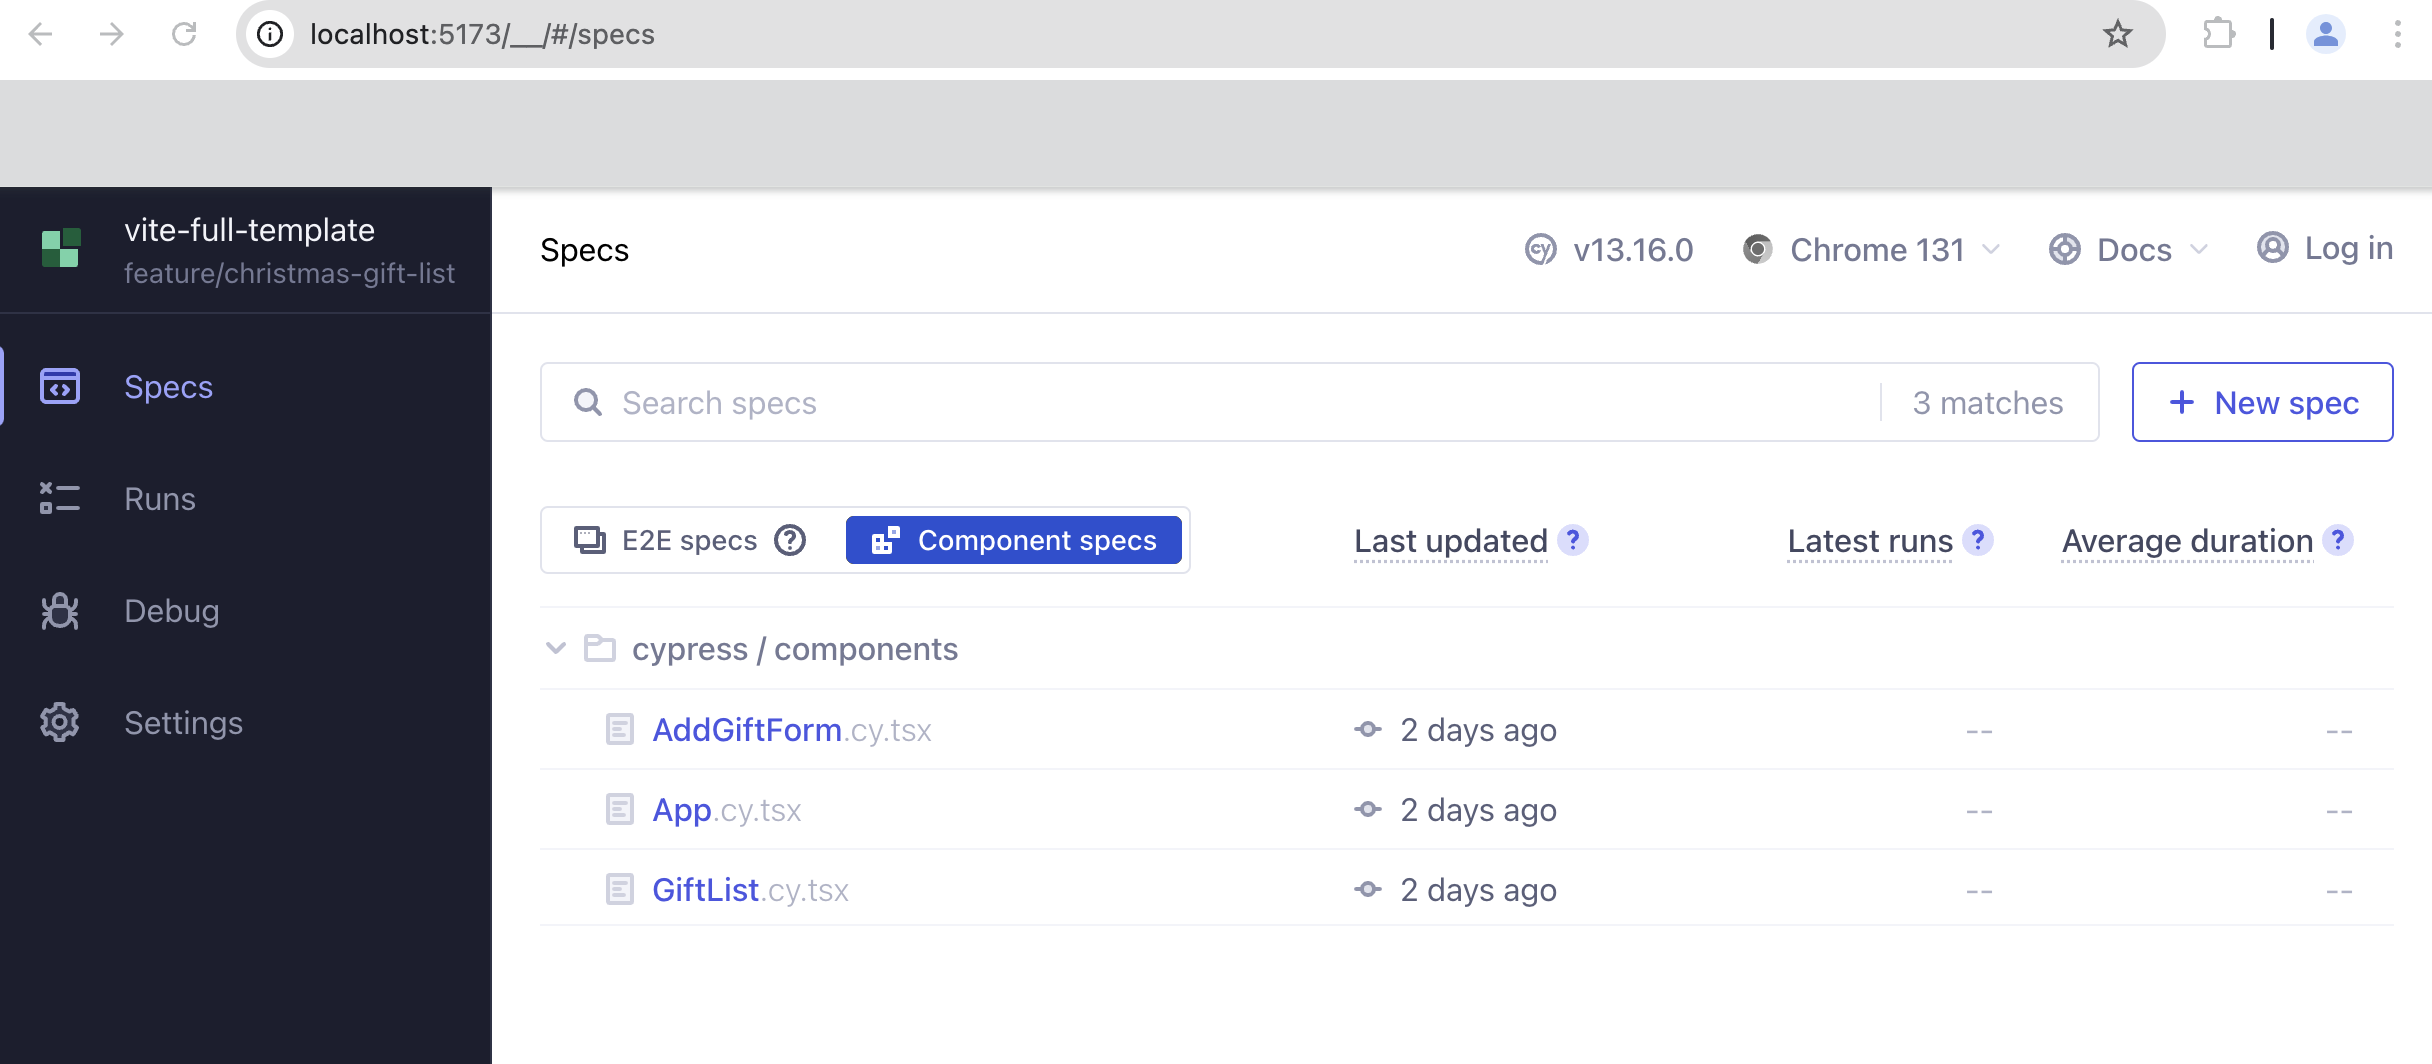 localhost:5173/__/#/specs
vite-full-template
feature/christmas-gift-list
Specs
Runs
Debug
Settings
Specs
cy v13.16.0
Chrome 131
Docs
Log in
Search specs
3 matches
+ New spec
E2E specs ?
Component specs
Last updated ?
Latest runs ?
Average duration ?
cypress / components
AddGiftForm.cy.tsx 2 days ago -- --
App.cy.tsx 2 days ago -- --
GiftList.cy.tsx 2 days ago -- --